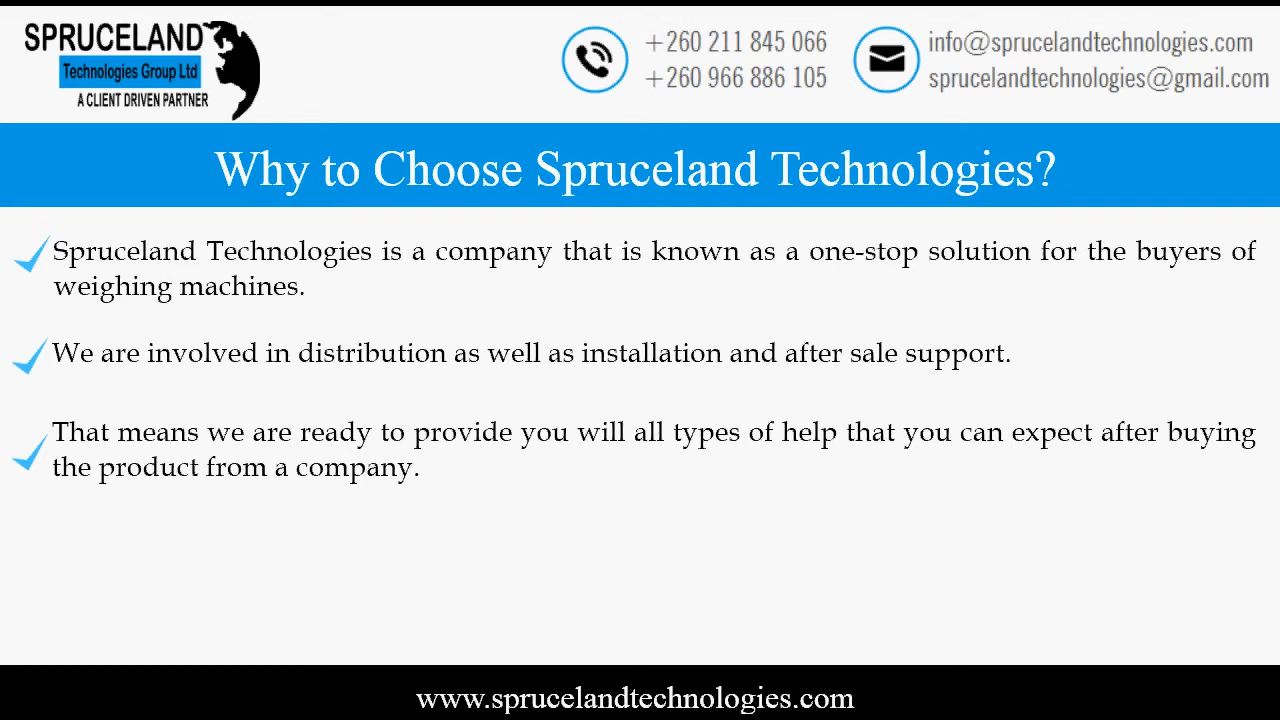 SPRUCELAND
Technologies Group Ltd
A CLIENT DRIVEN PARTNER
+260 211 845 066
+260 966 886 105
info@sprucelandtechnologies.com
sprucelandtechnologies@gmail.com
Why to Choose Spruceland Technologies?
Spruceland Technologies is a company that is known as a one-stop solution for the buyers of
weighing machines.
We are involved in distribution as well as installation and after sale support.
That means we are ready to provide you will all types of help that you can expect after buying
the product from a company.
www.sprucelandtechnologies.com